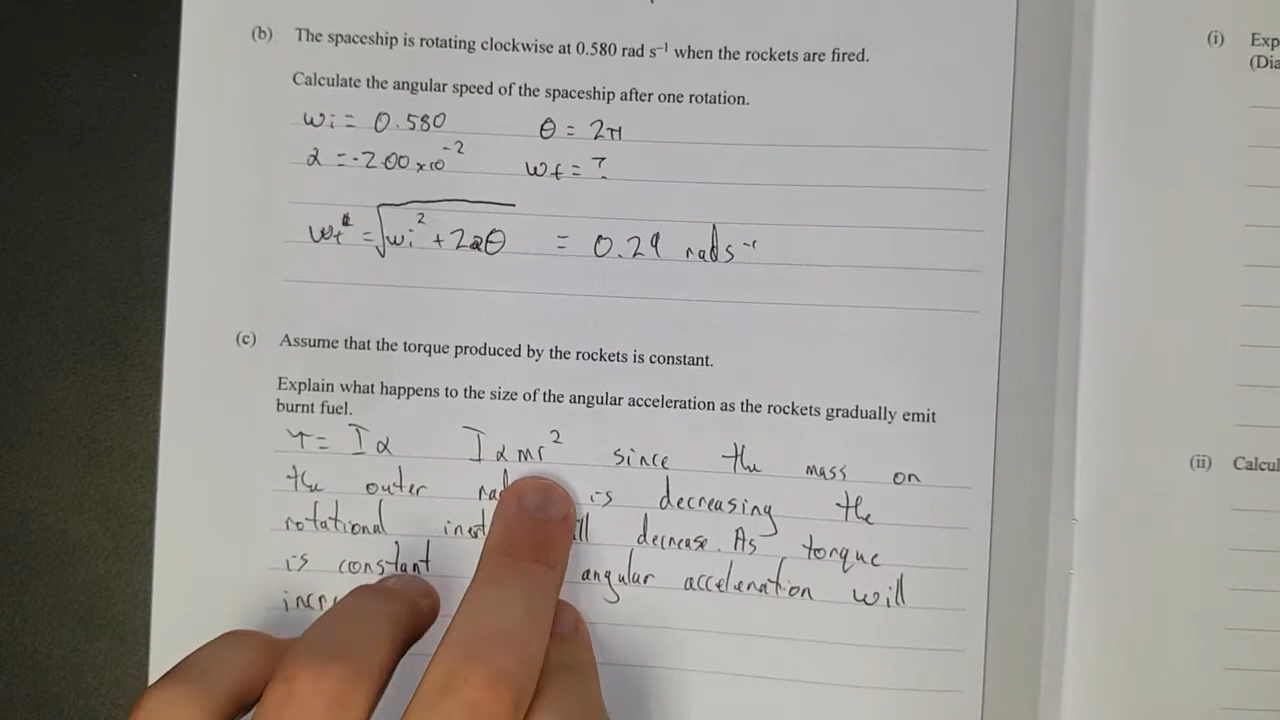 (b) The spaceship is rotating clockwise at 0.580 rad s⁻¹ when the rockets are fired.
Calculate the angular speed of the spaceship after one rotation.
ωi = 0.580 θ = 2π
α = -2.00 × 10⁻² ωf = ?
ωf = √ωi² + 2αθ = 0.29 rads⁻¹
(c) Assume that the torque produced by the rockets is constant.
Explain what happens to the size of the angular acceleration as the rockets gradually emit
burnt fuel.
τ = Iα I α mr² since the mass on
the outer is decreasing the
rotational decrease. As torque
is constant angular acceleration will
(i)
(ii)